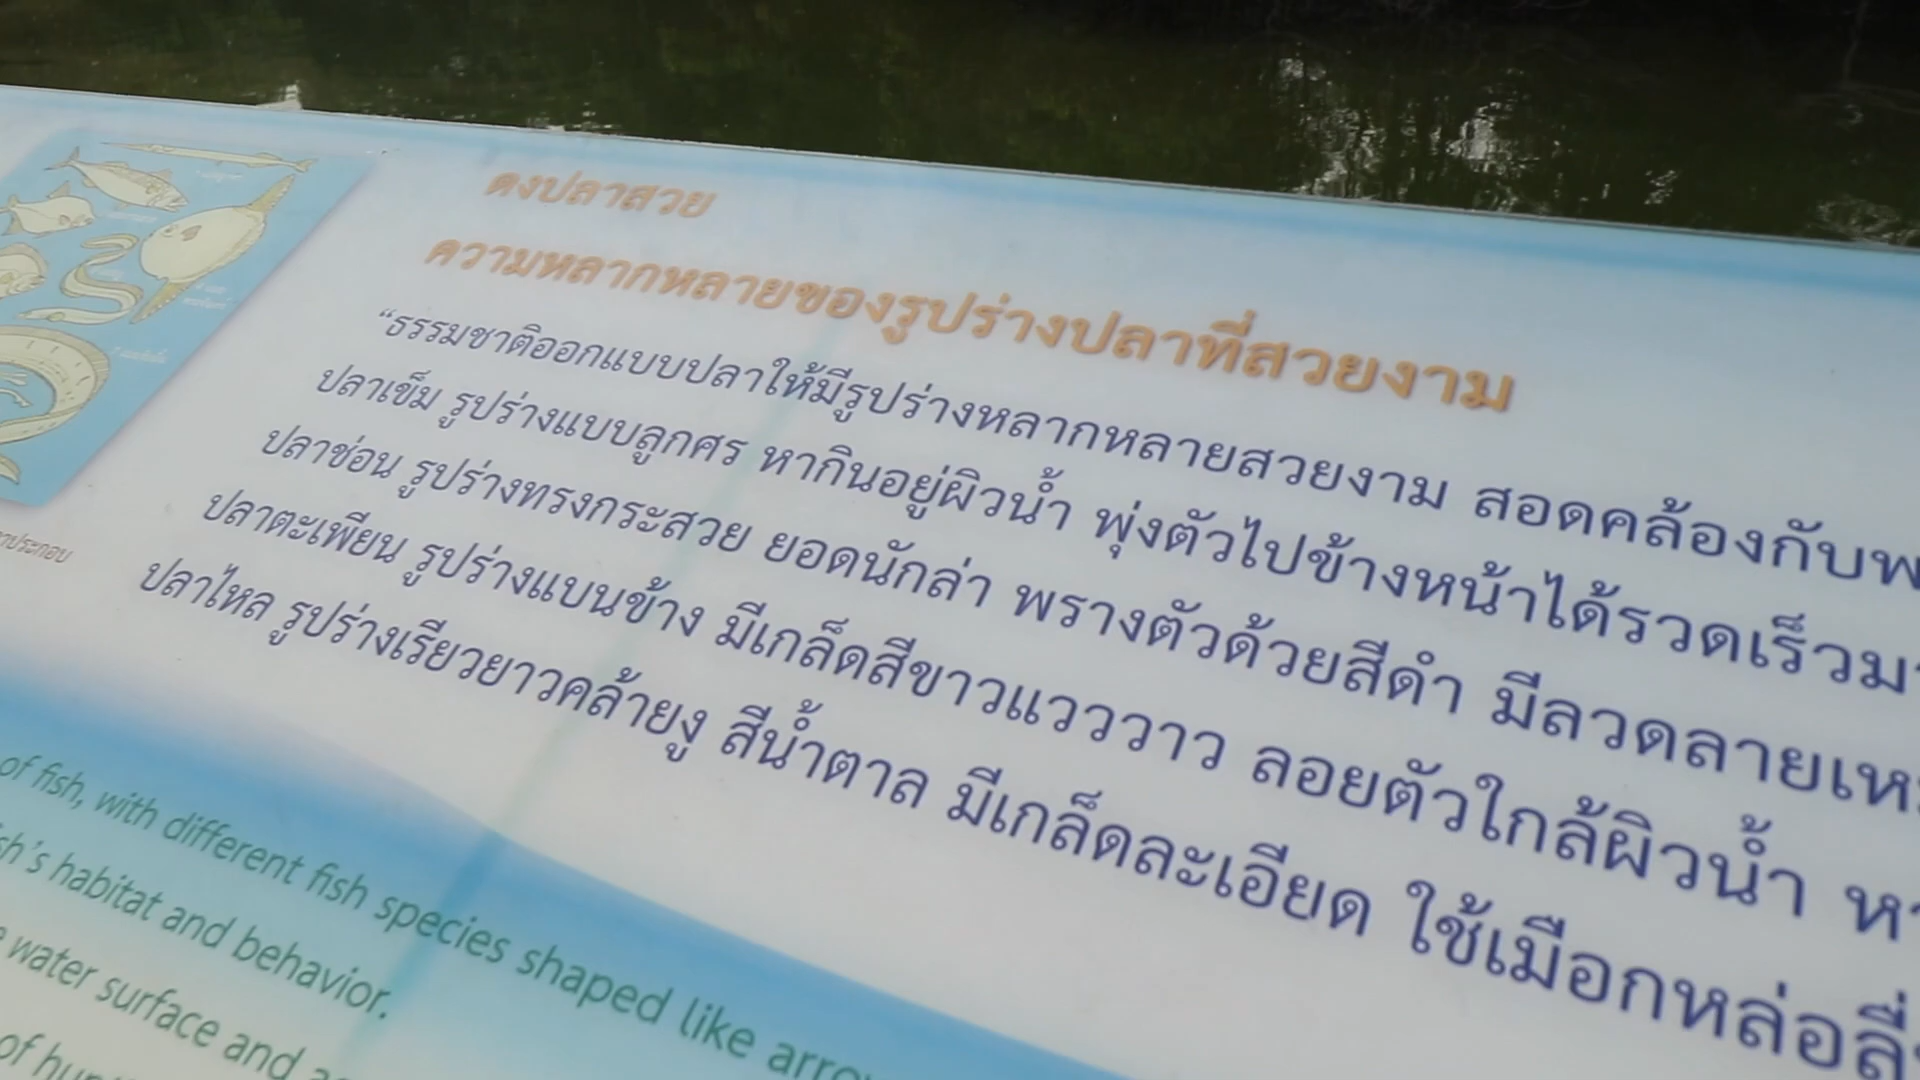 ดงปลาสวย
ความหลากหลายของรูปร่างปลาที่สวยงาม
“ธรรมชาติออกแบบปลาให้มีรูปร่างหลากหลายสวยงาม สอดคล้องกับพ
ปลาเข็ม รูปร่างแบบลูกศร หากินอยู่ผิวน้ำ พุ่งตัวไปข้างหน้าได้รวดเร็วมา
ปลาช่อน รูปร่างทรงกระสวย ยอดนักล่า พรางตัวด้วยสีดำ มีลวดลายเห
ปลาตะเพียน รูปร่างแบนข้าง มีเกล็ดสีขาวแวววาว ลอยตัวใกล้ผิวน้ำ หา
ปลาไหล รูปร่างเรียวยาวคล้ายงู สีน้ำตาล มีเกล็ดละเอียด ใช้เมือกหล่อลื่
ประกอบ
of fish, with different fish species shaped like arro
sh's habitat and behavior.
water surface and
of